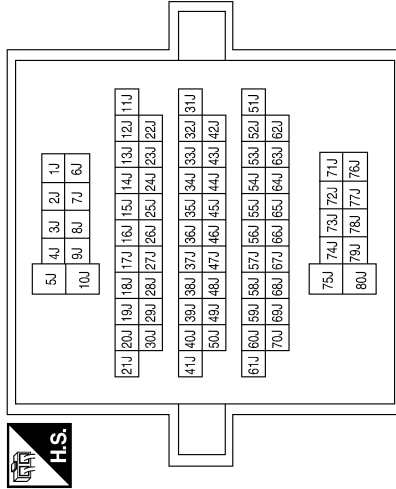 H.S.
5J 4J 3J 2J 1J
10J 9J 8J 7J 6J
21J 20J 19J 18J 17J 16J 15J 14J 13J 12J 11J
30J 29J 28J 27J 26J 25J 24J 23J 22J
41J 40J 39J 38J 37J 36J 35J 34J 33J 32J 31J
50J 49J 48J 47J 46J 45J 44J 43J 42J
61J 60J 59J 58J 57J 56J 55J 54J 53J 52J 51J
70J 69J 68J 67J 66J 65J 64J 63J 62J
75J 74J 73J 72J 71J
80J 79J 78J 77J 76J